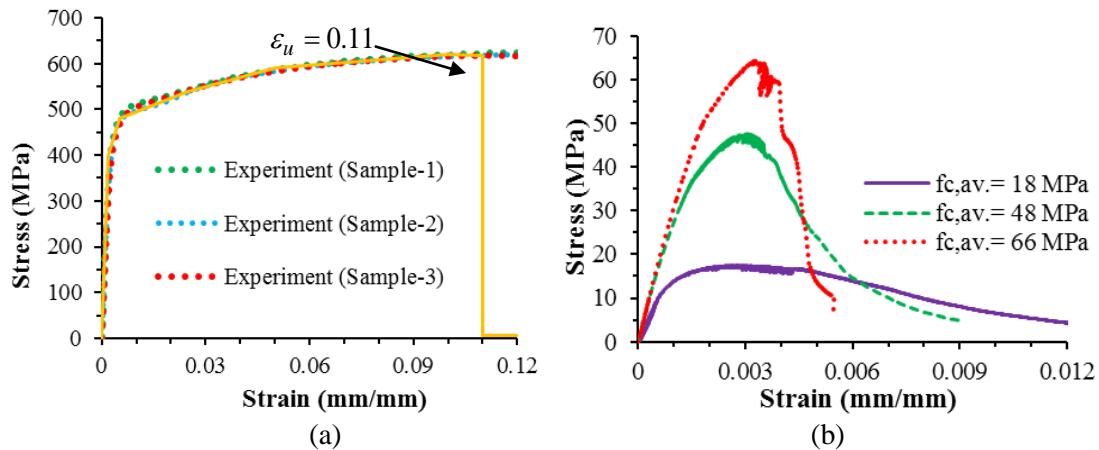 700
600
500
400
300
200
100
0
Stress (MPa)
εu = 0.11
Experiment (Sample-1)
Experiment (Sample-2)
Experiment (Sample-3)
0 0.03 0.06 0.09 0.12
Strain (mm/mm)
(a)
70
60
50
40
30
20
10
0
Stress (MPa)
fc,av.= 18 MPa
fc,av.= 48 MPa
fc,av.= 66 MPa
0 0.003 0.006 0.009 0.012
Strain (mm/mm)
(b)